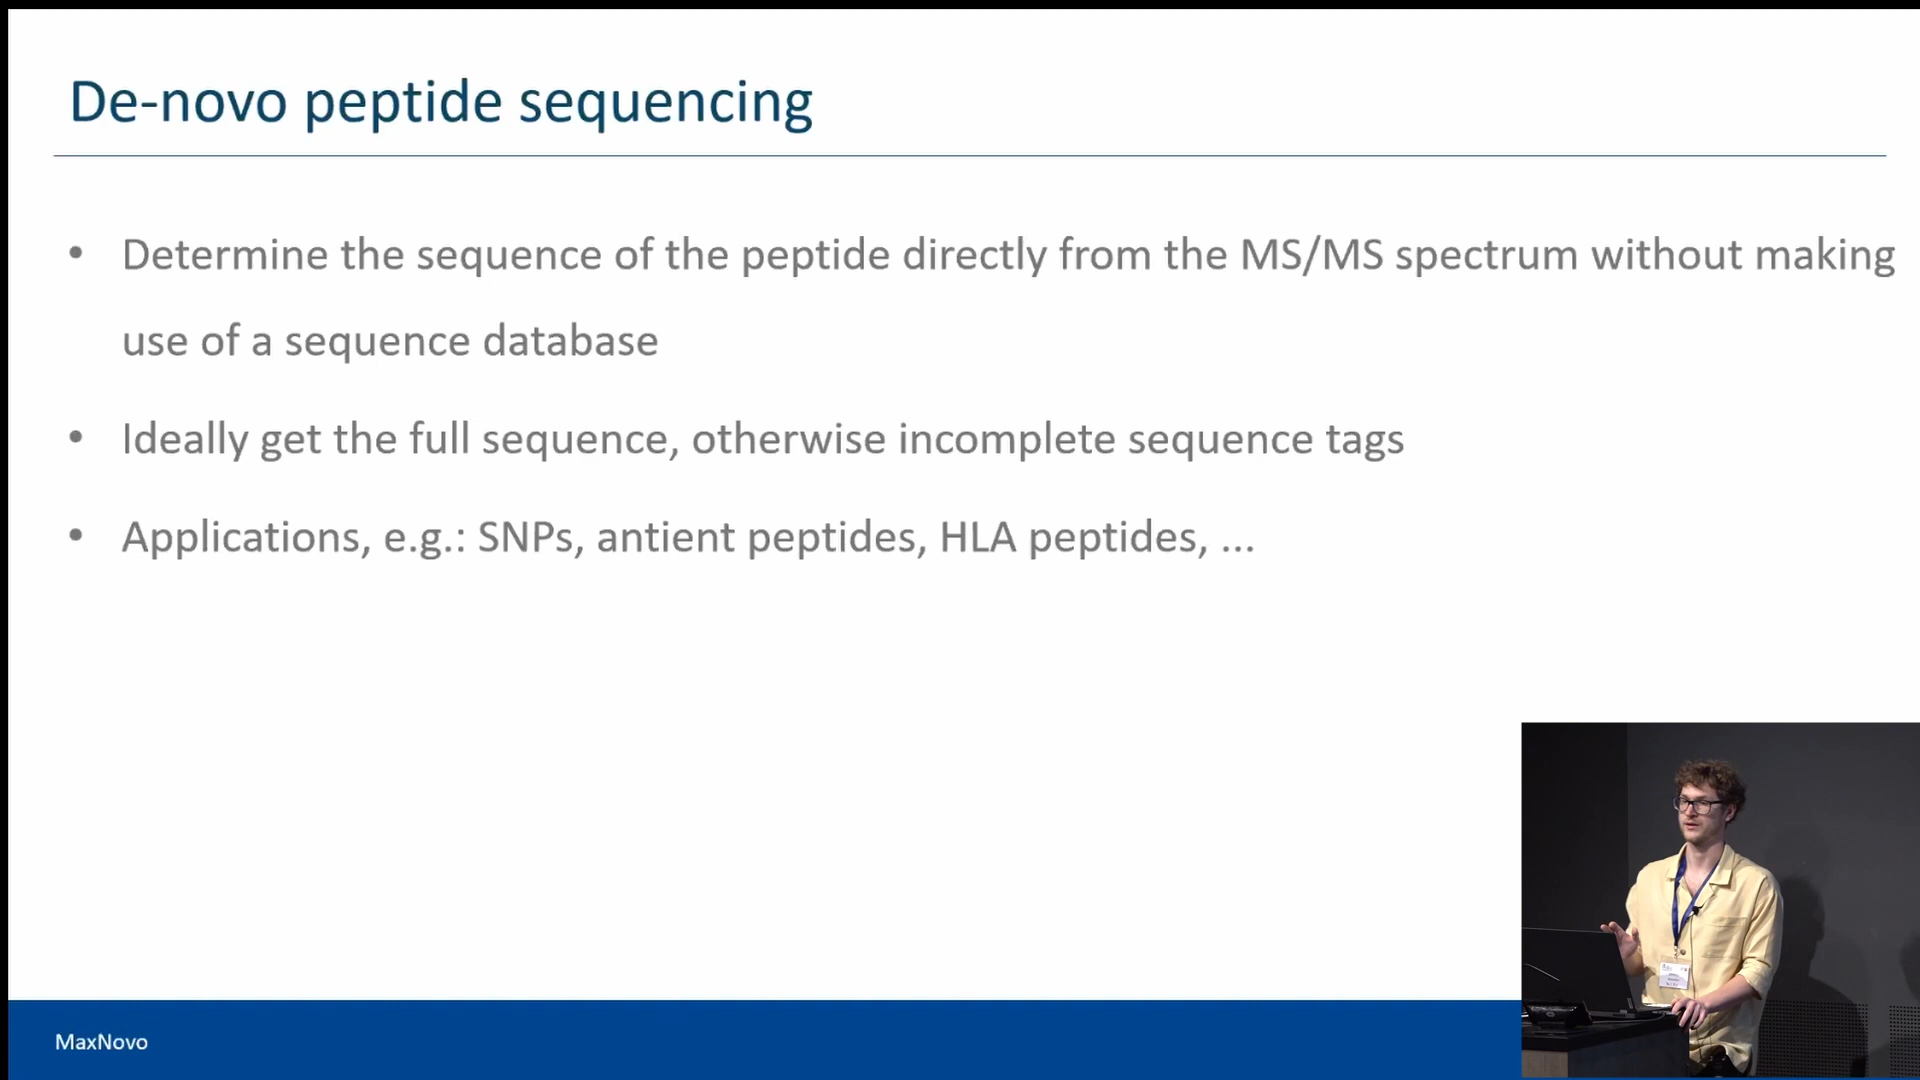 De-novo peptide sequencing
• Determine the sequence of the peptide directly from the MS/MS spectrum without making
use of a sequence database
• Ideally get the full sequence, otherwise incomplete sequence tags
• Applications, e.g.: SNPs, antient peptides, HLA peptides, ...
MaxNovo